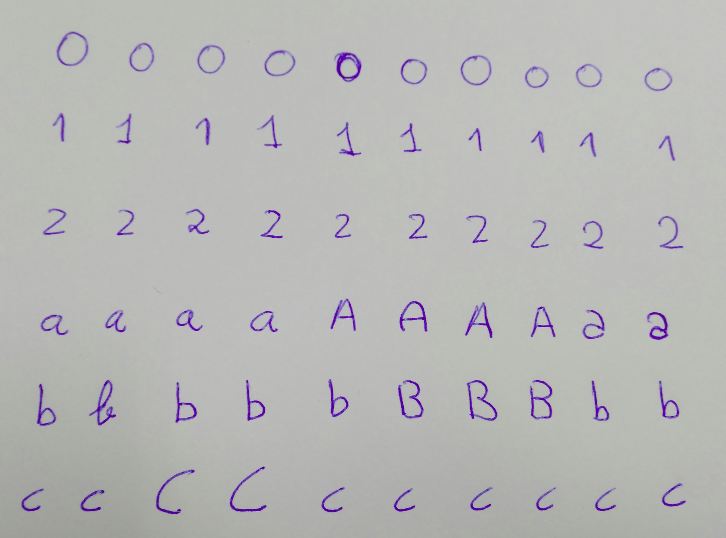 0 0 0 0 0 0 0 0 0 0
1 1 1 1 1 1 1 1 1 1
2 2 2 2 2 2 2 2 2 2
a a a a A A A A a a
b b b b b B B B b b
c c C C c c c c c c